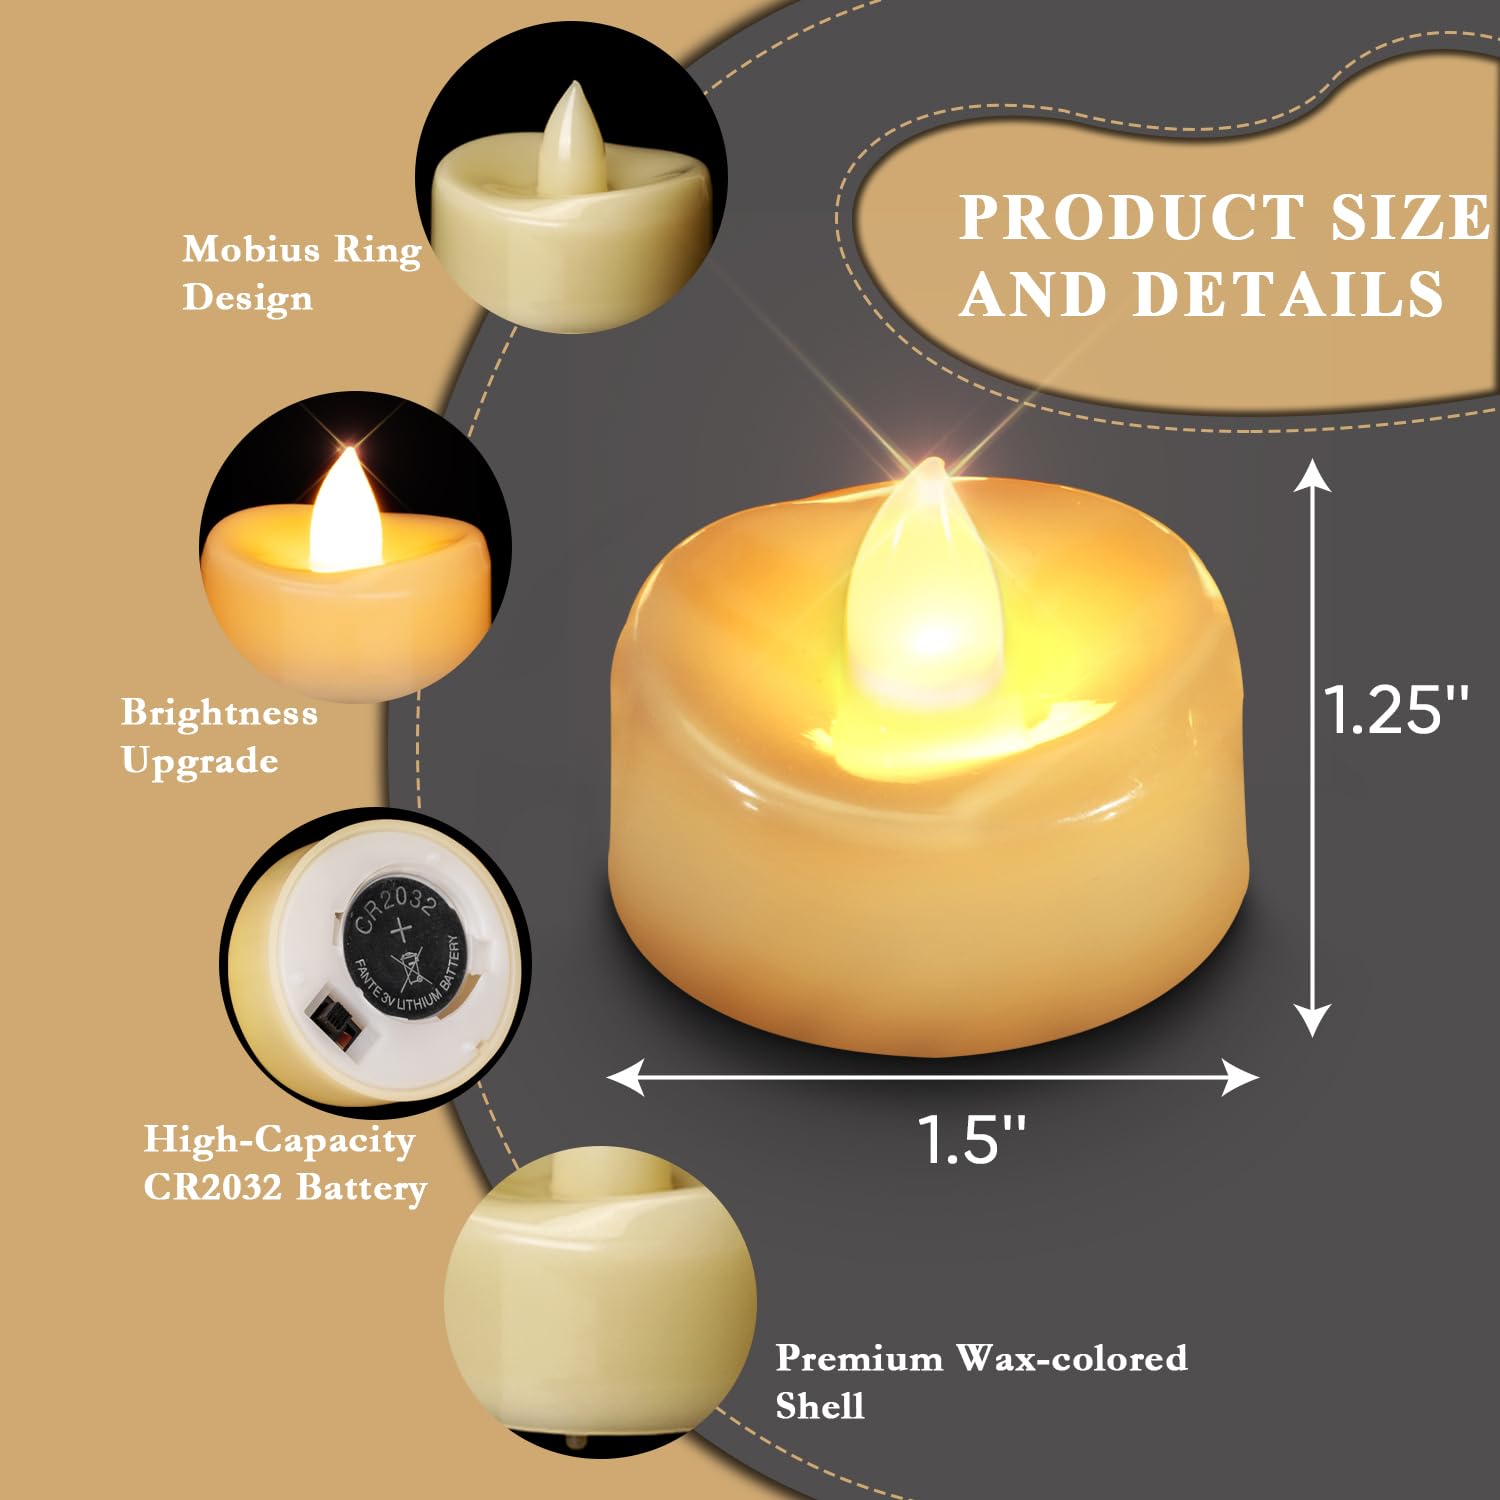 PRODUCT SIZE
AND DETAILS
Mobius Ring
Design
Brightness
Upgrade
1.25"
CR2032
+
FANTE 3V LITHIUM BATTERY
High-Capacity
CR2032 Battery
1.5"
Premium Wax-colored
Shell